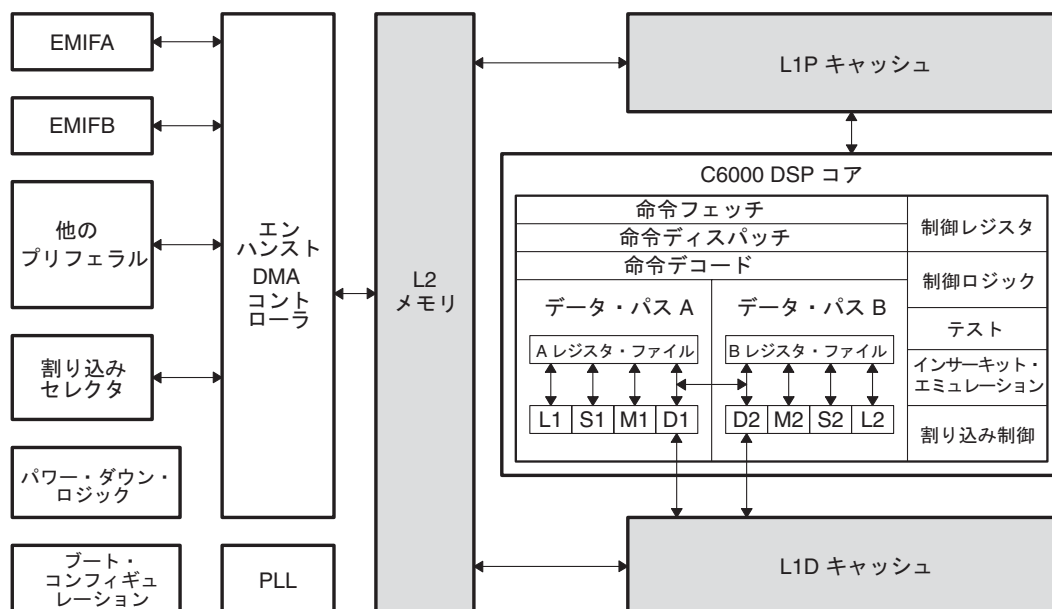 EMIFA
EMIFB
他の
プリフェラル
割り込み
セレクタ
パワー・ダウン・
ロジック
ブート・
コンフィギュ
レーション
エン
ハンスト
DMA
コント
ローラ
PLL
L2
メモリ
L1P キャッシュ
C6000 DSP コア
命令フェッチ
命令ディスパッチ
命令デコード
データ・パス A
A レジスタ・ファイル
L1 S1 M1 D1
データ・パス B
B レジスタ・ファイル
D2 M2 S2 L2
制御レジスタ
制御ロジック
テスト
インサーキット・
エミュレーション
割り込み制御
L1D キャッシュ